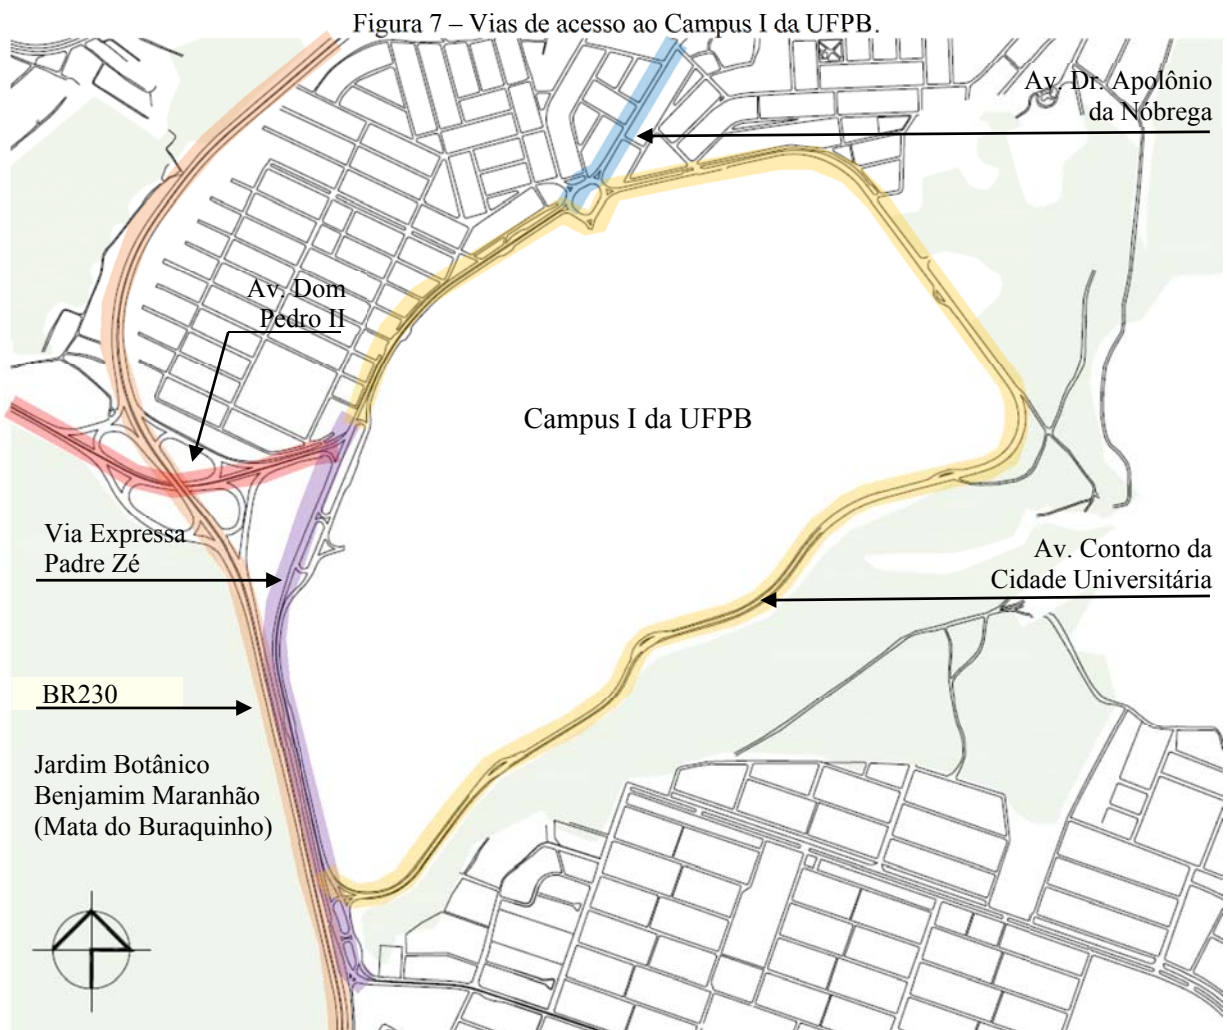 Figura 7 – Vias de acesso ao Campus I da UFPB.
Av. Dr. Apolônio
da Nóbrega
Av. Dom
Pedro II
Campus I da UFPB
Via Expressa
Padre Zé
Av. Contorno da
Cidade Universitária
BR230
Jardim Botânico
Benjamim Maranhão
(Mata do Buraquinho)